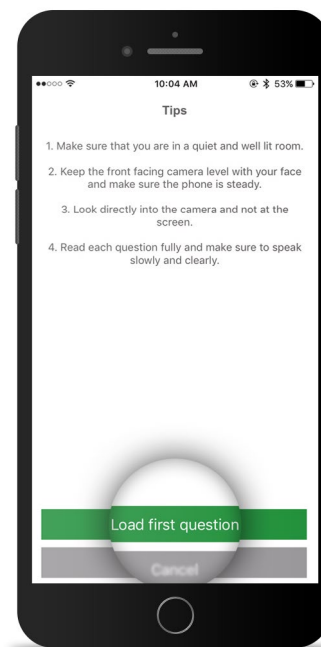 10:04 AM
53%
Tips
1. Make sure that you are in a quiet and well lit room.
2. Keep the front facing camera level with your face
and make sure the phone is steady.
3. Look directly into the camera and not at the
screen.
4. Read each question fully and make sure to speak
slowly and clearly.
Load first question
Cancel